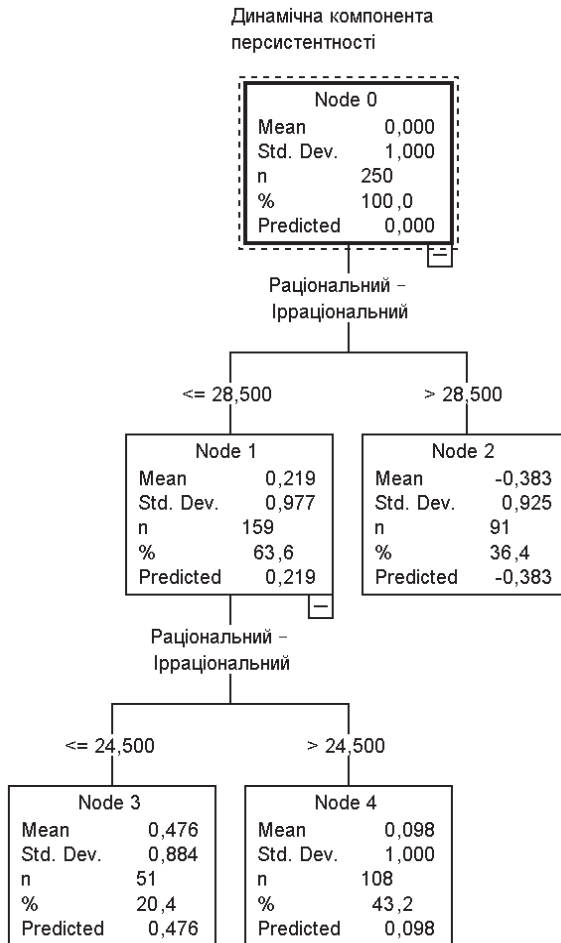 Динамічна компонента
персистентності
Node 0
Mean 0,000
Std. Dev. 1,000
n 250
% 100,0
Predicted 0,000
Раціональний –
Ірраціональний
<= 28,500
> 28,500
Node 1
Mean 0,219
Std. Dev. 0,977
n 159
% 63,6
Predicted 0,219
Node 2
Mean -0,383
Std. Dev. 0,925
n 91
% 36,4
Predicted -0,383
Раціональний –
Ірраціональний
<= 24,500
> 24,500
Node 3
Mean 0,476
Std. Dev. 0,884
n 51
% 20,4
Predicted 0,476
Node 4
Mean 0,098
Std. Dev. 1,000
n 108
% 43,2
Predicted 0,098